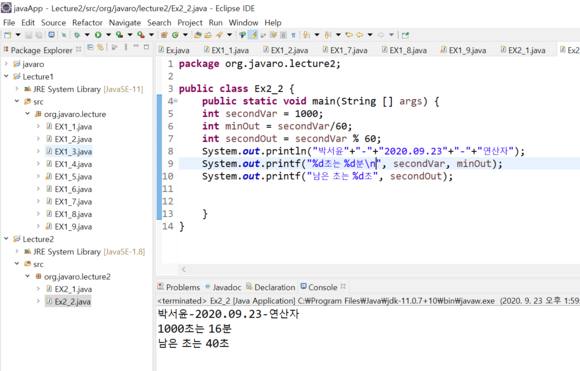 javaApp - Lecture2/src/org/javaro/lecture2/Ex2_2.java - Eclipse IDE
File Edit Source Refactor Navigate Search Project Run Window Help
Package Explorer
Ex.java EX1_1.java EX1_2.java EX1_7.java EX1_8.java EX1_9.java EX2_1.java Ex2
javaro
Lecture1
JRE System Library [JavaSE-11]
src
org.javaro.lecture
EX1_1.java
EX1_2.java
EX1_3.java
EX1_4.java
EX1_5.java
EX1_6.java
EX1_7.java
EX1_8.java
EX1_9.java
Lecture2
JRE System Library [JavaSE-1.8]
src
org.javaro.lecture2
EX2_1.java
Ex2_2.java
1 package org.javaro.lecture2;
2
3 public class Ex2_2 {
4 public static void main(String [] args) {
5 int secondVar = 1000;
6 int minOut = secondVar/60;
7 int secondOut = secondVar % 60;
8 System.out.println("박서윤"+"-"+"2020.09.23"+"-"+"연산자");
9 System.out.printf("%d초는 %d분\n", secondVar, minOut);
10 System.out.printf("남은 초는 %d초", secondOut);
11
12
13 }
14 }
Problems Javadoc Declaration Console
<terminated> Ex2_2 [Java Application] C:\Program Files\Java\jdk-11.0.7+10\bin\javaw.exe (2020. 9. 23 오후 1:59:
박서윤-2020.09.23-연산자
1000초는 16분
남은 초는 40초